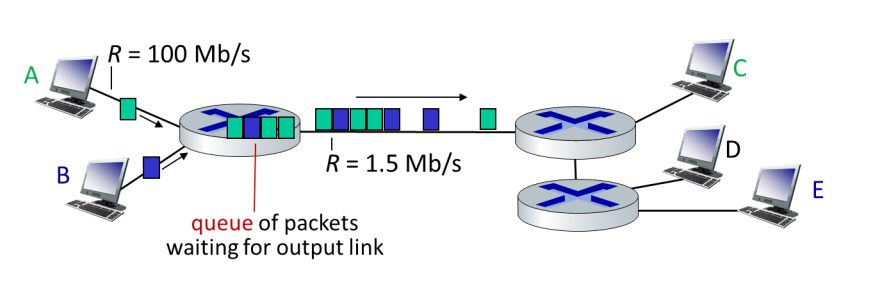 A
R = 100 Mb/s
C
B
R = 1.5 Mb/s
D
E
queue of packets
waiting for output link